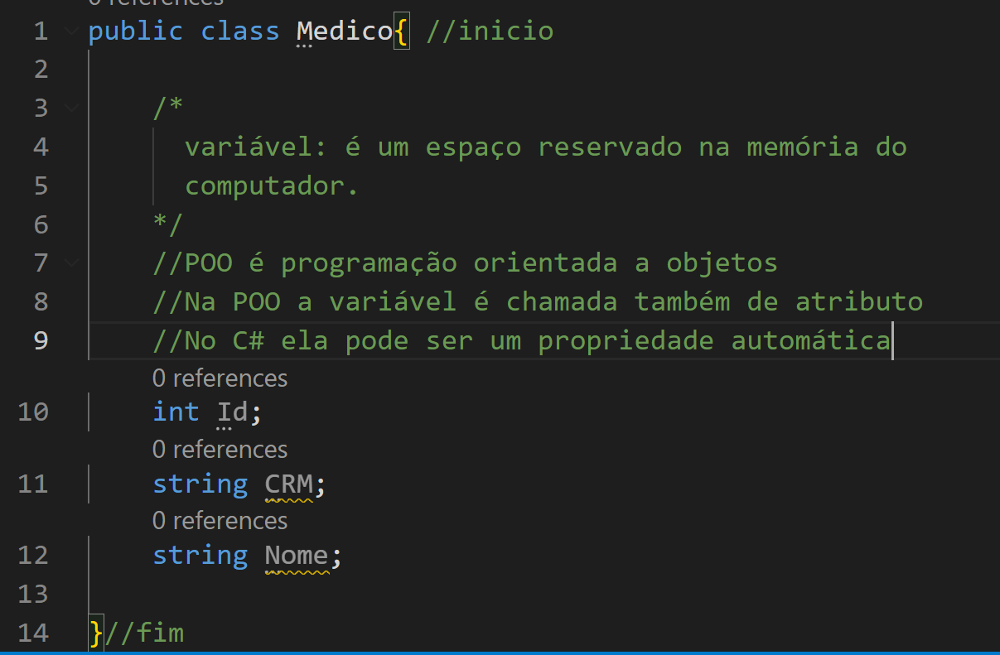 0 references
1 public class Medico{ //inicio
2
3 /*
4 variável: é um espaço reservado na memória do
5 computador.
6 */
7 //POO é programação orientada a objetos
8 //Na POO a variável é chamada também de atributo
9 //No C# ela pode ser um propriedade automática
0 references
10 int Id;
0 references
11 string CRM;
0 references
12 string Nome;
13
14 }//fim